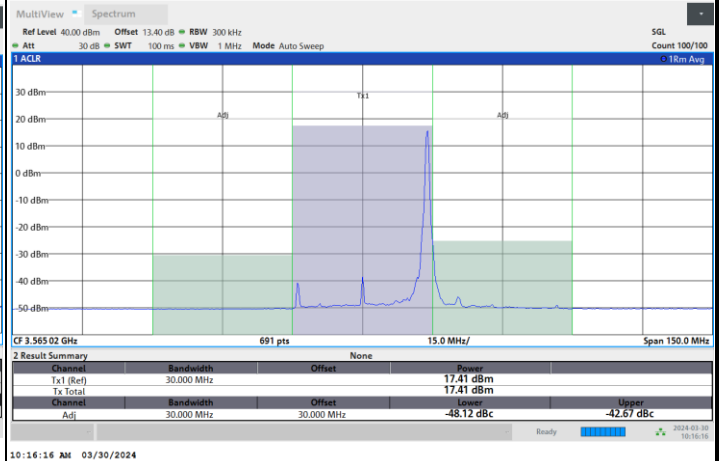 MultiView Spectrum
Ref Level 40.00 dBm Offset 13.40 dB RBW 300 kHz SGL
Att 30 dB SWT 100 ms VBW 1 MHz Mode Auto Sweep Count 100/100
1 ACLR 1Rm Avg
30 dBm
Tx1
20 dBm Adj Adj
10 dBm
0 dBm
-10 dBm
-20 dBm
-30 dBm
-40 dBm
-50 dBm
CF 3.565 02 GHz 691 pts 15.0 MHz/ Span 150.0 MHz
2 Result Summary None
Channel Bandwidth Offset Power
Tx1 (Ref) 30.000 MHz 17.41 dBm
Tx Total 17.41 dBm
Channel Bandwidth Offset Lower Upper
Adj 30.000 MHz 30.000 MHz -48.12 dBc -42.67 dBc
Ready 2024-03-30
10:16:16
10:16:16 AM 03/30/2024